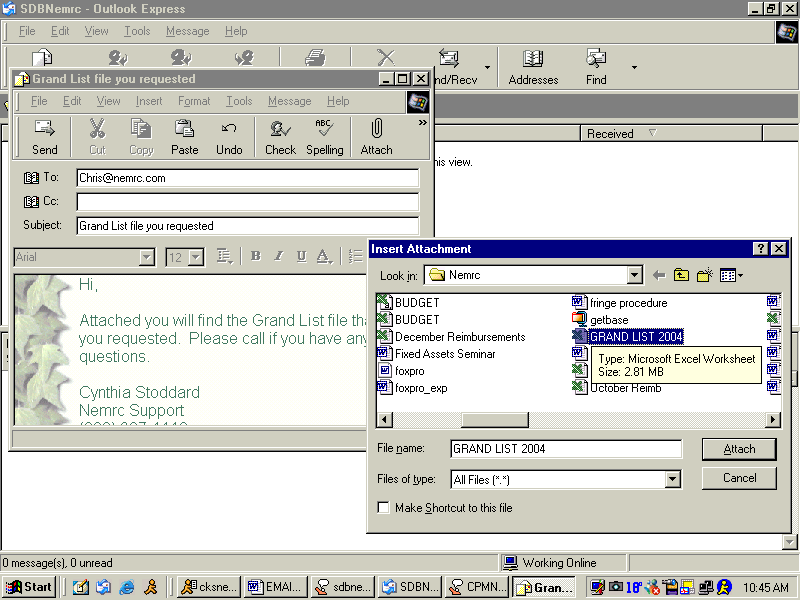 SDBNemrc - Outlook Express
File Edit View Tools Message Help
nd/Recv Addresses Find
Grand List file you requested
File Edit View Insert Format Tools Message Help
Send Cut Copy Paste Undo Check Spelling Attach
ABC
To: Chris@nemrc.com
Cc:
Subject: Grand List file you requested
Arial 12 B I U A
Hi,
Attached you will find the Grand List file tha
you requested. Please call if you have any
questions.
Cynthia Stoddard
Nemrc Support
Received
his view.
Insert Attachment
Look in: Nemrc
BUDGET
BUDGET
December Reimbursements
Fixed Assets Seminar
foxpro
foxpro_exp
fringe procedure
getbase
GRAND LIST 2004
Type: Microsoft Excel Worksheet
Size: 2.81 MB
October Reimb
File name: GRAND LIST 2004 Attach
Files of type: All Files (*.*) Cancel
Make Shortcut to this file
0 message(s), 0 unread Working Online
Start cksne... EMAI... sdbne... SDBN... CPMN... Gran... 18° 10:45 AM